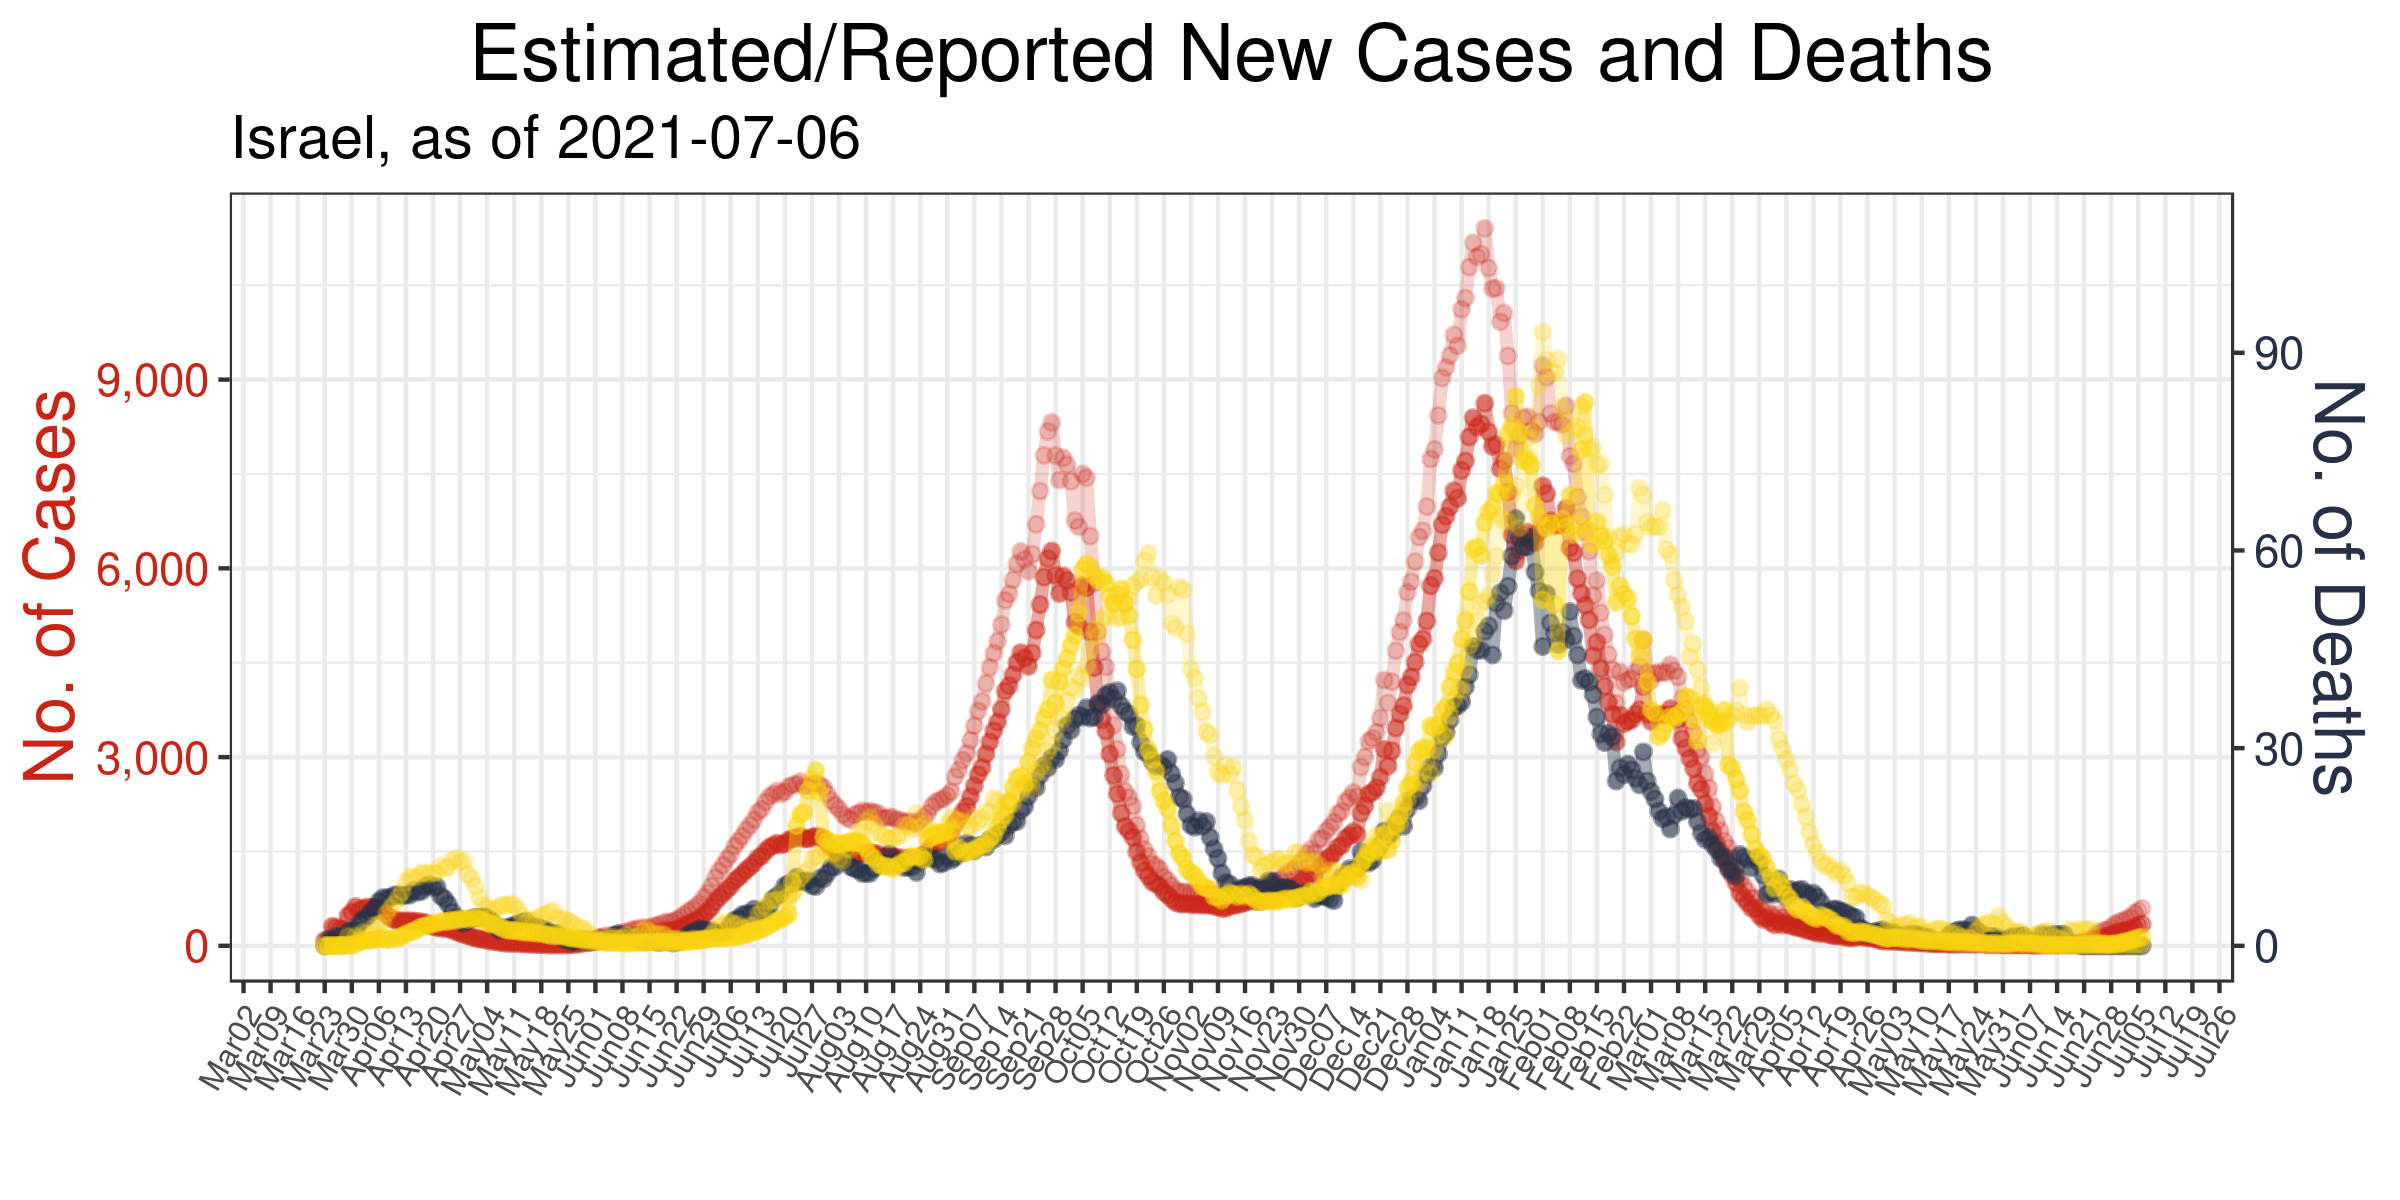 Estimated/Reported New Cases and Deaths
Israel, as of 2021-07-06
No. of Cases
9,000
6,000
3,000
0
90
60
30
0
No. of Deaths
Mar02
Mar09
Mar16
Mar23
Mar30
Apr06
Apr13
Apr20
Apr27
May04
May11
May18
May25
Jun01
Jun08
Jun15
Jun22
Jun29
Jul06
Jul13
Jul20
Jul27
Aug03
Aug10
Aug17
Aug24
Aug31
Sep07
Sep14
Sep21
Sep28
Oct05
Oct12
Oct19
Oct26
Nov02
Nov09
Nov16
Nov23
Nov30
Dec07
Dec14
Dec21
Dec28
Jan04
Jan11
Jan18
Jan25
Feb01
Feb08
Feb15
Feb22
Mar01
Mar08
Mar15
Mar22
Mar29
Apr05
Apr12
Apr19
Apr26
May03
May10
May17
May24
May31
Jun07
Jun14
Jun21
Jun28
Jul05
Jul12
Jul19
Jul26